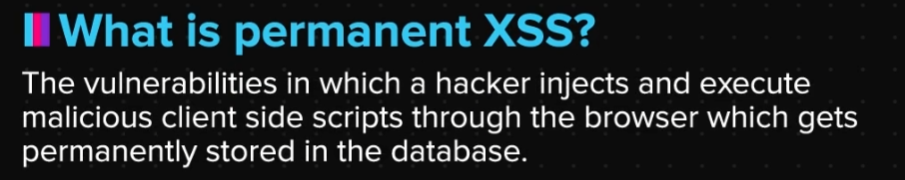 What is permanent XSS?
The vulnerabilities in which a hacker injects and execute
malicious client side scripts through the browser which gets
permanently stored in the database.